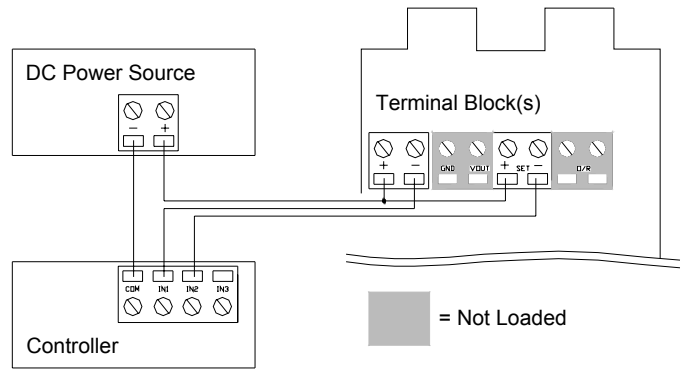 DC Power Source
− +
Terminal Block(s)
+ − GND VOUT + SET − O/R
COM IN1 IN2 IN3
Controller
= Not Loaded